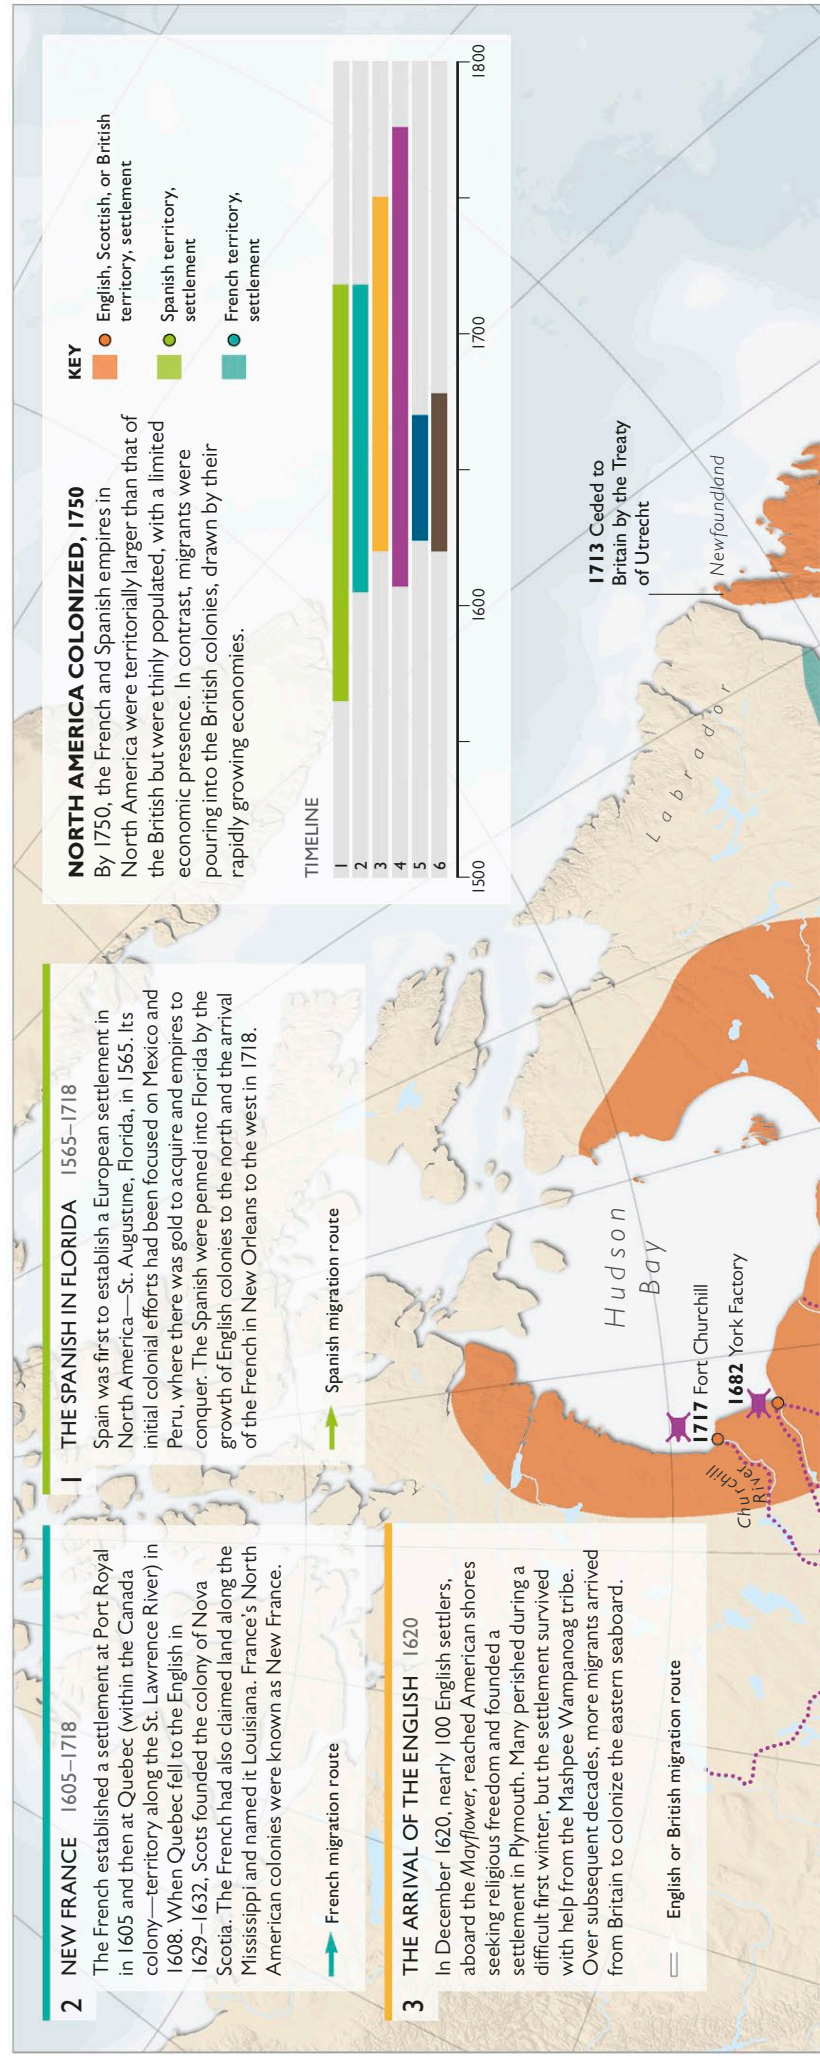 2 NEW FRANCE 1605–1718
The French established a settlement at Port Royal
in 1605 and then at Quebec (within the Canada
colony—territory along the St. Lawrence River) in
1608. When Quebec fell to the English in
1629–1632, Scots founded the colony of Nova
Scotia. The French had also claimed land along the
Mississippi and named it Louisiana. France's North
American colonies were known as New France.
French migration route
3 THE ARRIVAL OF THE ENGLISH 1620
In December 1620, nearly 100 English settlers,
aboard the Mayflower, reached American shores
seeking religious freedom and founded a
settlement in Plymouth. Many perished during a
difficult first winter, but the settlement survived
with help from the Mashpee Wampanoag tribe.
Over subsequent decades, more migrants arrived
from Britain to colonize the eastern seaboard.
English or British migration route
1 THE SPANISH IN FLORIDA 1565–1718
Spain was first to establish a European settlement in
North America—St. Augustine, Florida, in 1565. Its
initial colonial efforts had been focused on Mexico and
Peru, where there was gold to acquire and empires to
conquer. The Spanish were penned into Florida by the
growth of English colonies to the north and the arrival
of the French in New Orleans to the west in 1718.
Spanish migration route
NORTH AMERICA COLONIZED, 1750
By 1750, the French and Spanish empires in
North America were territorially larger than that of
the British but were thinly populated, with a limited
economic presence. In contrast, migrants were
pouring into the British colonies, drawn by their
rapidly growing economies.
KEY
English, Scottish, or British
territory, settlement
Spanish territory,
settlement
French territory,
settlement
TIMELINE
1
2
3
4
5
6
1500
1600
1700
1800
Hudson
Bay
1717 Fort Churchill
1682 York Factory
Churchill
River
Labrador
1713 Ceded to
Britain by the Treaty
of Utrecht
Newfoundland